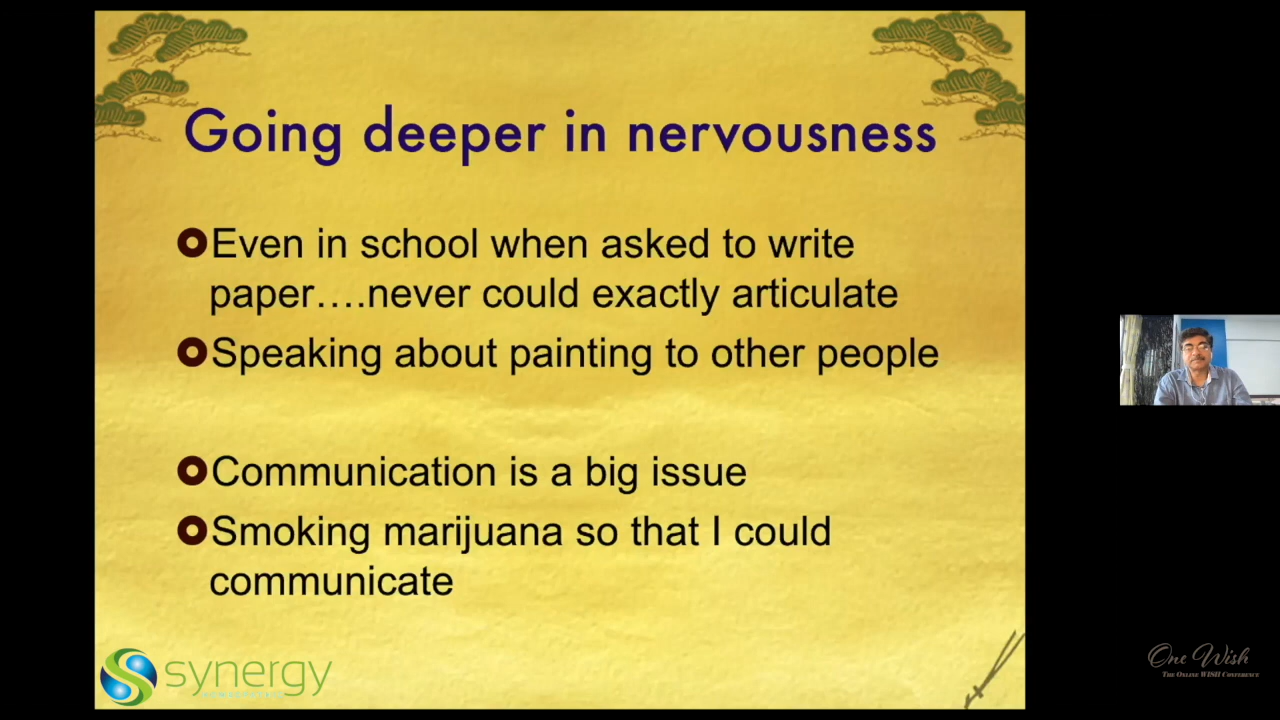 Going deeper in nervousness
Even in school when asked to write
paper….never could exactly articulate
Speaking about painting to other people
Communication is a big issue
Smoking marijuana so that I could
communicate
synergy
One Wish
The Online WISH Conference